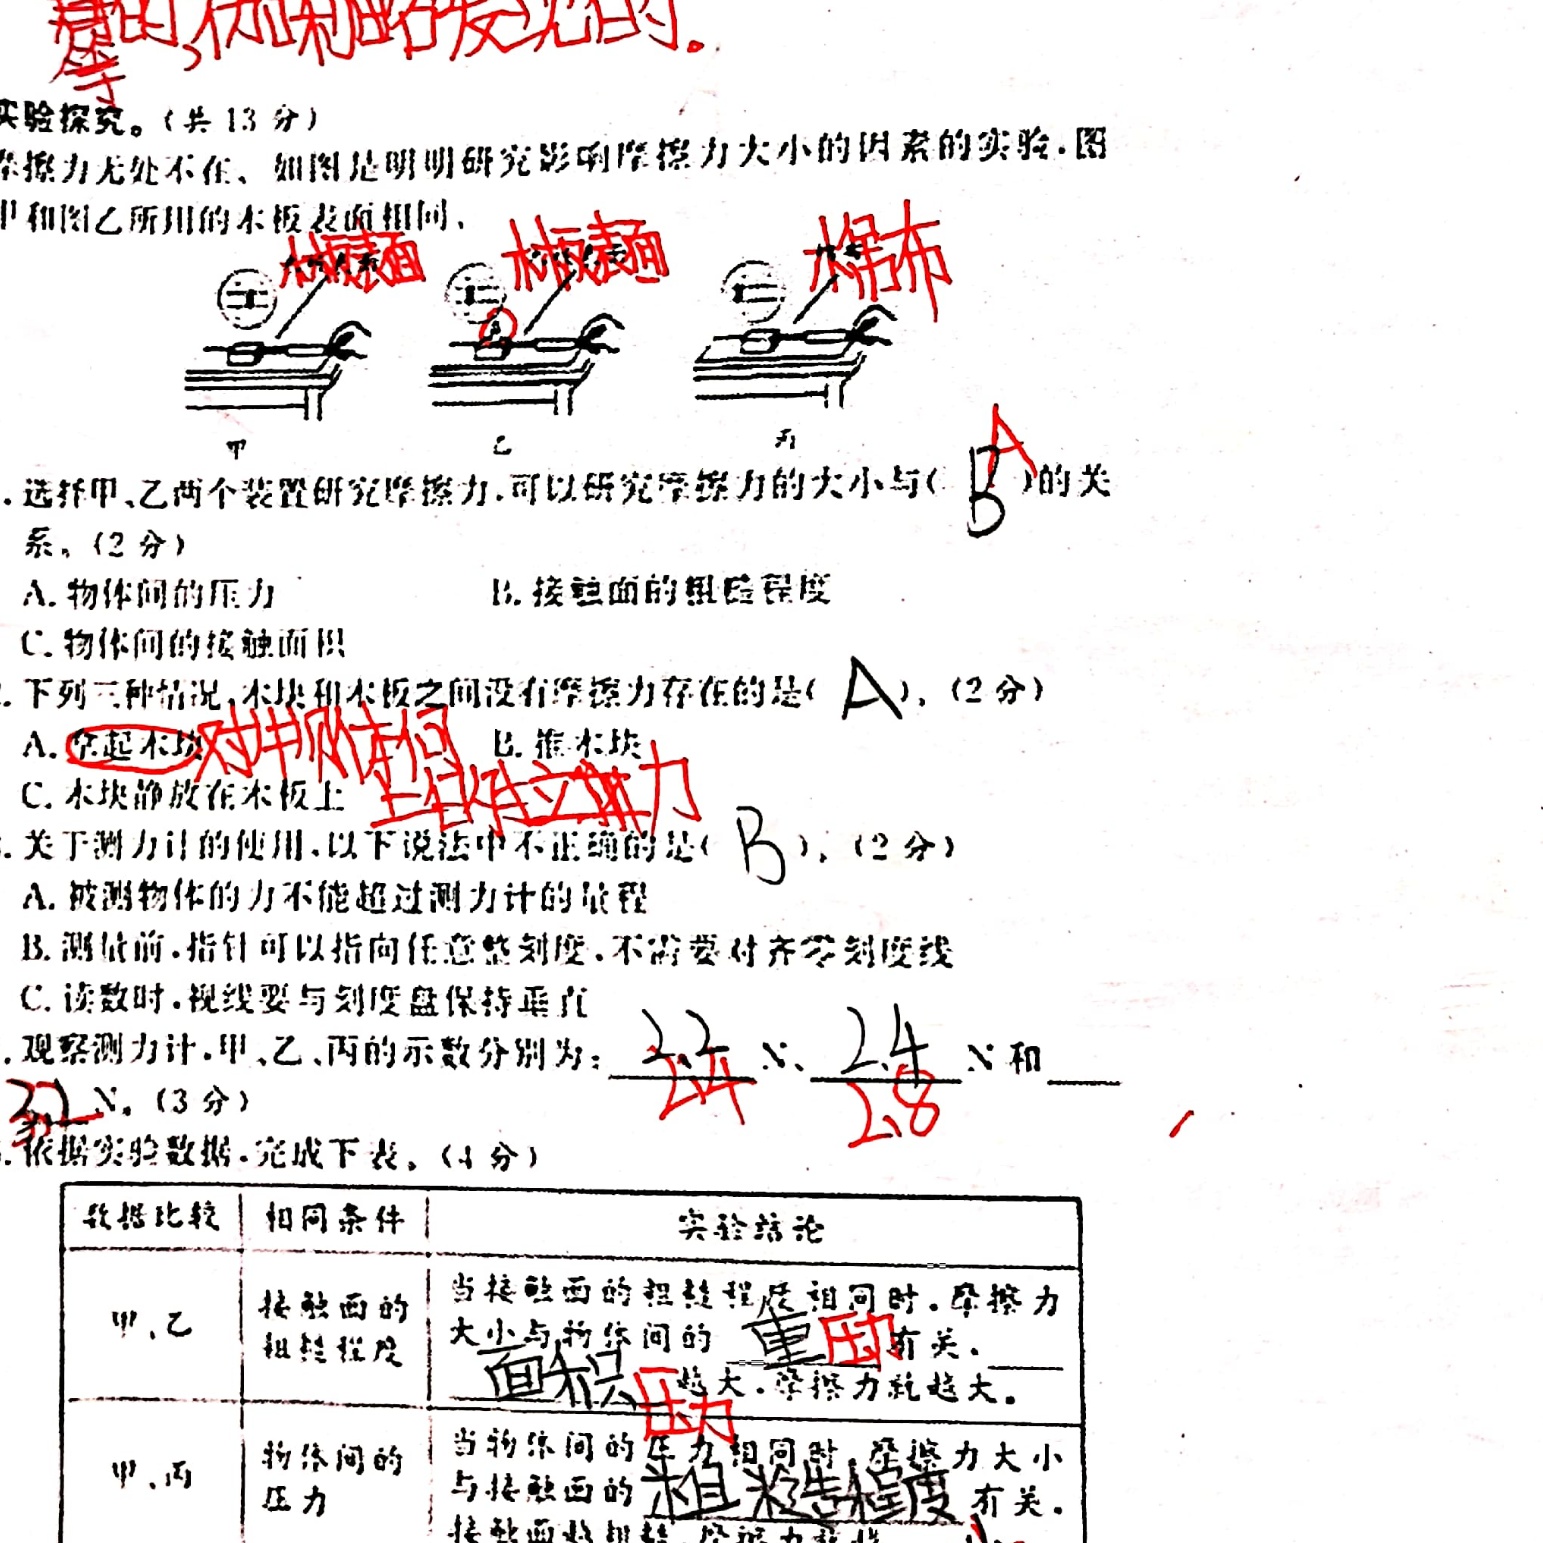 等的,
实验探究。(共 13 分)
摩擦力无处不在、如图是明明研究影响摩擦力大小的因素的实验.图
甲和图乙所用的木板表面相同.
木板表面 木板表面 棉布
甲 乙 丙
.选择甲、乙两个装置研究摩擦力,可以研究摩擦力的大小与( B A )的关
系。(2 分)
A. 物体间的压力 B. 接触面的粗糙程度
C. 物体间的接触面积
.下列三种情况,木块和木板之间没有摩擦力存在的是( A )。(2 分)
A. 拿起木块 B. 推木块
C. 木块静放在木板上
.关于测力计的使用,以下说法中不正确的是( B )。(2 分)
A. 被测物体的力不能超过测力计的量程
B. 测量前,指针可以指向任意整刻度,不需要对齐零刻度线
C. 读数时,视线要与刻度盘保持垂直
.观察测力计,甲、乙、丙的示数分别为: 2.2 2.4 N、 2.4 2.8 N 和
N。(3 分)
.依据实验数据,完成下表。(4 分)
数据比较 相同条件 实验结论
甲、乙 接触面的粗糙程度 当接触面的粗糙程度相同时,摩擦力
大小与物体间的 重 压力 有关。
面积 压力 越大,摩擦力就越大。
甲、丙 物体间的压力 当物体间的压力相同时,摩擦力大小
与接触面的 粗糙程度 有关。
接触面越粗糙,摩擦力就越